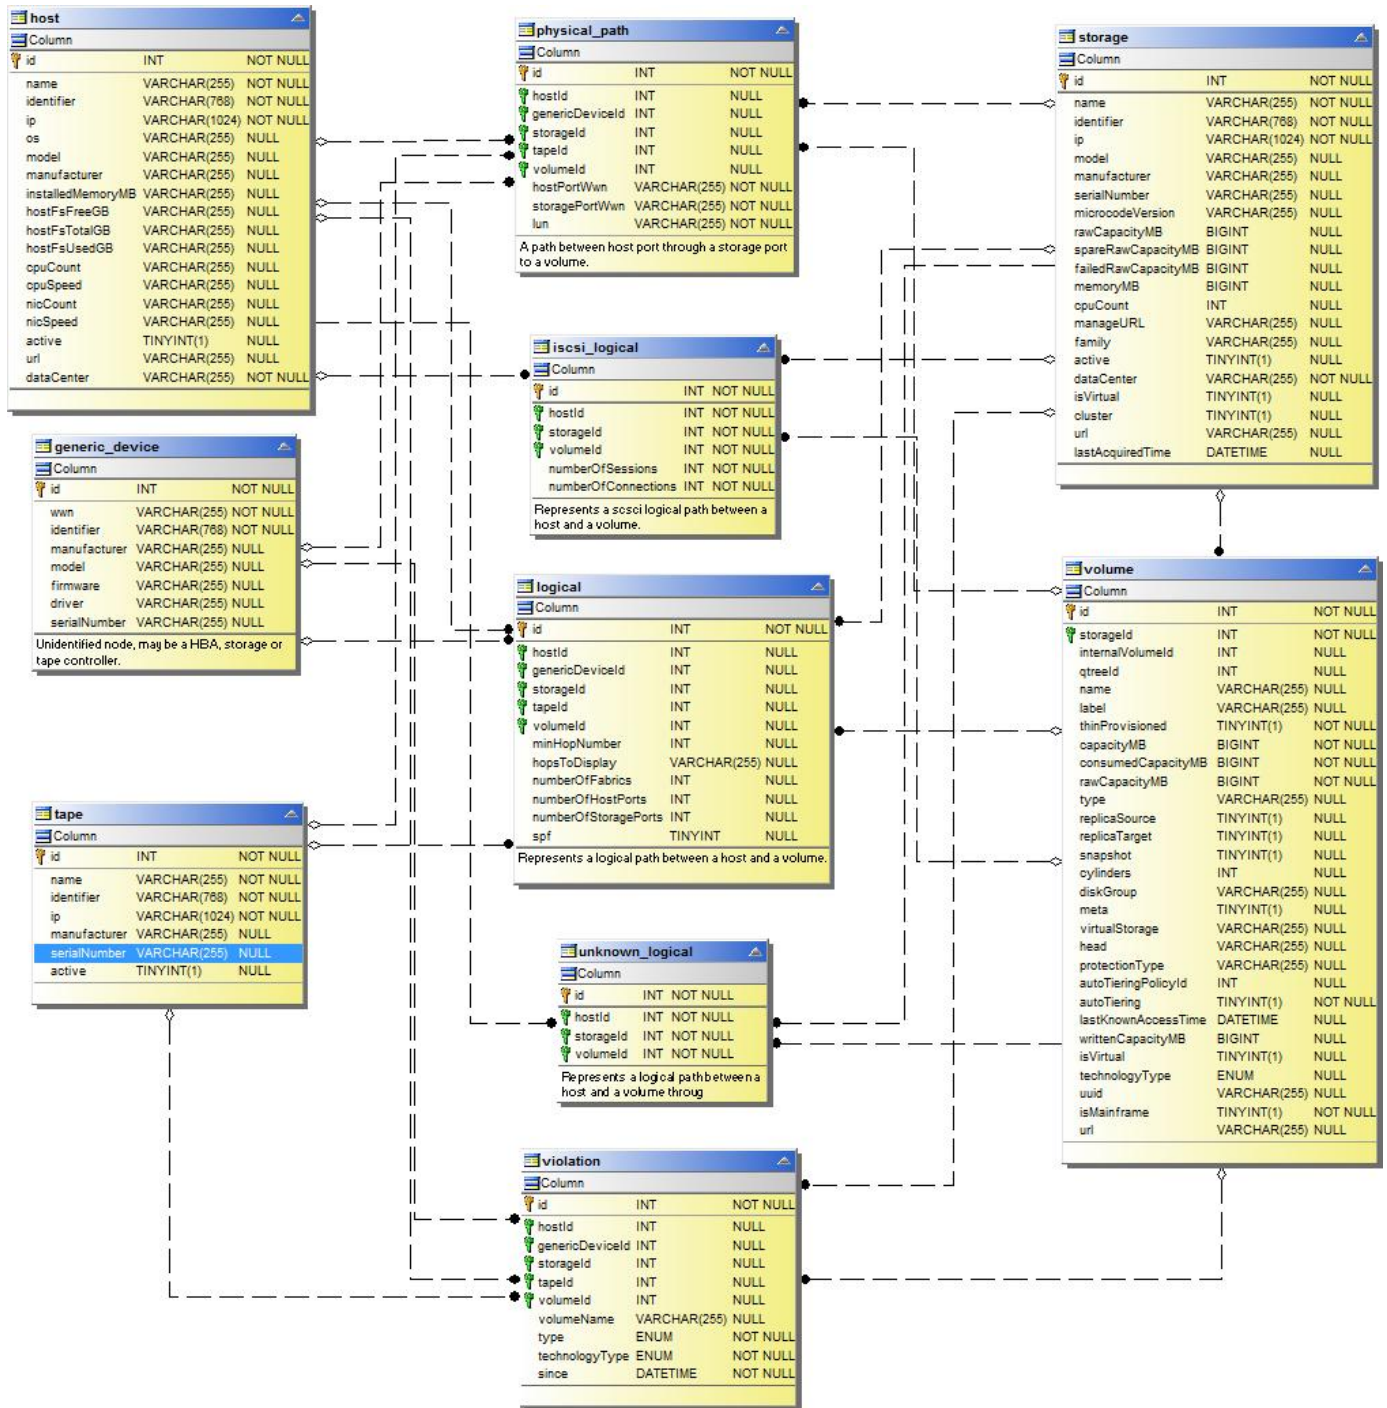 host
Column
id INT NOT NULL
name VARCHAR(255) NOT NULL
identifier VARCHAR(768) NOT NULL
ip VARCHAR(1024) NOT NULL
os VARCHAR(255) NULL
model VARCHAR(255) NULL
manufacturer VARCHAR(255) NULL
installedMemoryMB VARCHAR(255) NULL
hostFsFreeGB VARCHAR(255) NULL
hostFsTotalGB VARCHAR(255) NULL
hostFsUsedGB VARCHAR(255) NULL
cpuCount VARCHAR(255) NULL
cpuSpeed VARCHAR(255) NULL
nicCount VARCHAR(255) NULL
nicSpeed VARCHAR(255) NULL
active TINYINT(1) NULL
url VARCHAR(255) NULL
dataCenter VARCHAR(255) NOT NULL
generic_device
Column
id INT NOT NULL
wwn VARCHAR(255) NOT NULL
identifier VARCHAR(768) NOT NULL
manufacturer VARCHAR(255) NULL
model VARCHAR(255) NULL
firmware VARCHAR(255) NULL
driver VARCHAR(255) NULL
serialNumber VARCHAR(255) NULL
Unidentified node, may be a HBA, storage or
tape controller.
tape
Column
id INT NOT NULL
name VARCHAR(255) NOT NULL
identifier VARCHAR(768) NOT NULL
ip VARCHAR(1024) NOT NULL
manufacturer VARCHAR(255) NULL
serialNumber VARCHAR(255) NULL
active TINYINT(1) NULL
physical_path
Column
id INT NOT NULL
hostId INT NULL
genericDeviceId INT NULL
storageId INT NULL
tapeId INT NULL
volumeId INT NULL
hostPortWwn VARCHAR(255) NOT NULL
storagePortWwn VARCHAR(255) NOT NULL
lun VARCHAR(255) NOT NULL
A path between host port through a storage port
to a volume.
iscsi_logical
Column
id INT NOT NULL
hostId INT NOT NULL
storageId INT NOT NULL
volumeId INT NOT NULL
numberOfSessions INT NOT NULL
numberOfConnections INT NOT NULL
Represents a scsci logical path between a
host and a volume.
logical
Column
id INT NOT NULL
hostId INT NULL
genericDeviceId INT NULL
storageId INT NULL
tapeId INT NULL
volumeId INT NULL
minHopNumber INT NULL
hopsToDisplay VARCHAR(255) NULL
numberOfFabrics INT NULL
numberOfHostPorts INT NULL
numberOfStoragePorts INT NULL
spf TINYINT NULL
Represents a logical path between a host and a volume.
unknown_logical
Column
id INT NOT NULL
hostId INT NOT NULL
storageId INT NOT NULL
volumeId INT NOT NULL
Represents a logical path between a
host and a volume throug
violation
Column
id INT NOT NULL
hostId INT NULL
genericDeviceId INT NULL
storageId INT NULL
tapeId INT NULL
volumeId INT NULL
volumeName VARCHAR(255) NULL
type ENUM NOT NULL
technologyType ENUM NOT NULL
since DATETIME NOT NULL
storage
Column
id INT NOT NULL
name VARCHAR(255) NOT NULL
identifier VARCHAR(768) NOT NULL
ip VARCHAR(1024) NOT NULL
model VARCHAR(255) NULL
manufacturer VARCHAR(255) NULL
serialNumber VARCHAR(255) NULL
microcodeVersion VARCHAR(255) NULL
rawCapacityMB BIGINT NULL
spareRawCapacityMB BIGINT NULL
failedRawCapacityMB BIGINT NULL
memoryMB BIGINT NULL
cpuCount INT NULL
manageURL VARCHAR(255) NULL
family VARCHAR(255) NULL
active TINYINT(1) NULL
dataCenter VARCHAR(255) NOT NULL
isVirtual TINYINT(1) NULL
cluster TINYINT(1) NULL
url VARCHAR(255) NULL
lastAcquiredTime DATETIME NULL
volume
Column
id INT NOT NULL
storageId INT NOT NULL
internalVolumeId INT NULL
qtreeId INT NULL
name VARCHAR(255) NULL
label VARCHAR(255) NULL
thinProvisioned TINYINT(1) NOT NULL
capacityMB BIGINT NOT NULL
consumedCapacityMB BIGINT NOT NULL
rawCapacityMB BIGINT NOT NULL
type VARCHAR(255) NULL
replicaSource TINYINT(1) NULL
replicaTarget TINYINT(1) NULL
snapshot TINYINT(1) NULL
cylinders INT NULL
diskGroup VARCHAR(255) NULL
meta TINYINT(1) NULL
virtualStorage VARCHAR(255) NULL
head VARCHAR(255) NULL
protectionType VARCHAR(255) NULL
autoTieringPolicyId INT NULL
autoTiering TINYINT(1) NOT NULL
lastKnownAccessTime DATETIME NULL
writtenCapacityMB BIGINT NULL
isVirtual TINYINT(1) NULL
technologyType ENUM NULL
uuid VARCHAR(255) NULL
isMainframe TINYINT(1) NOT NULL
url VARCHAR(255) NULL